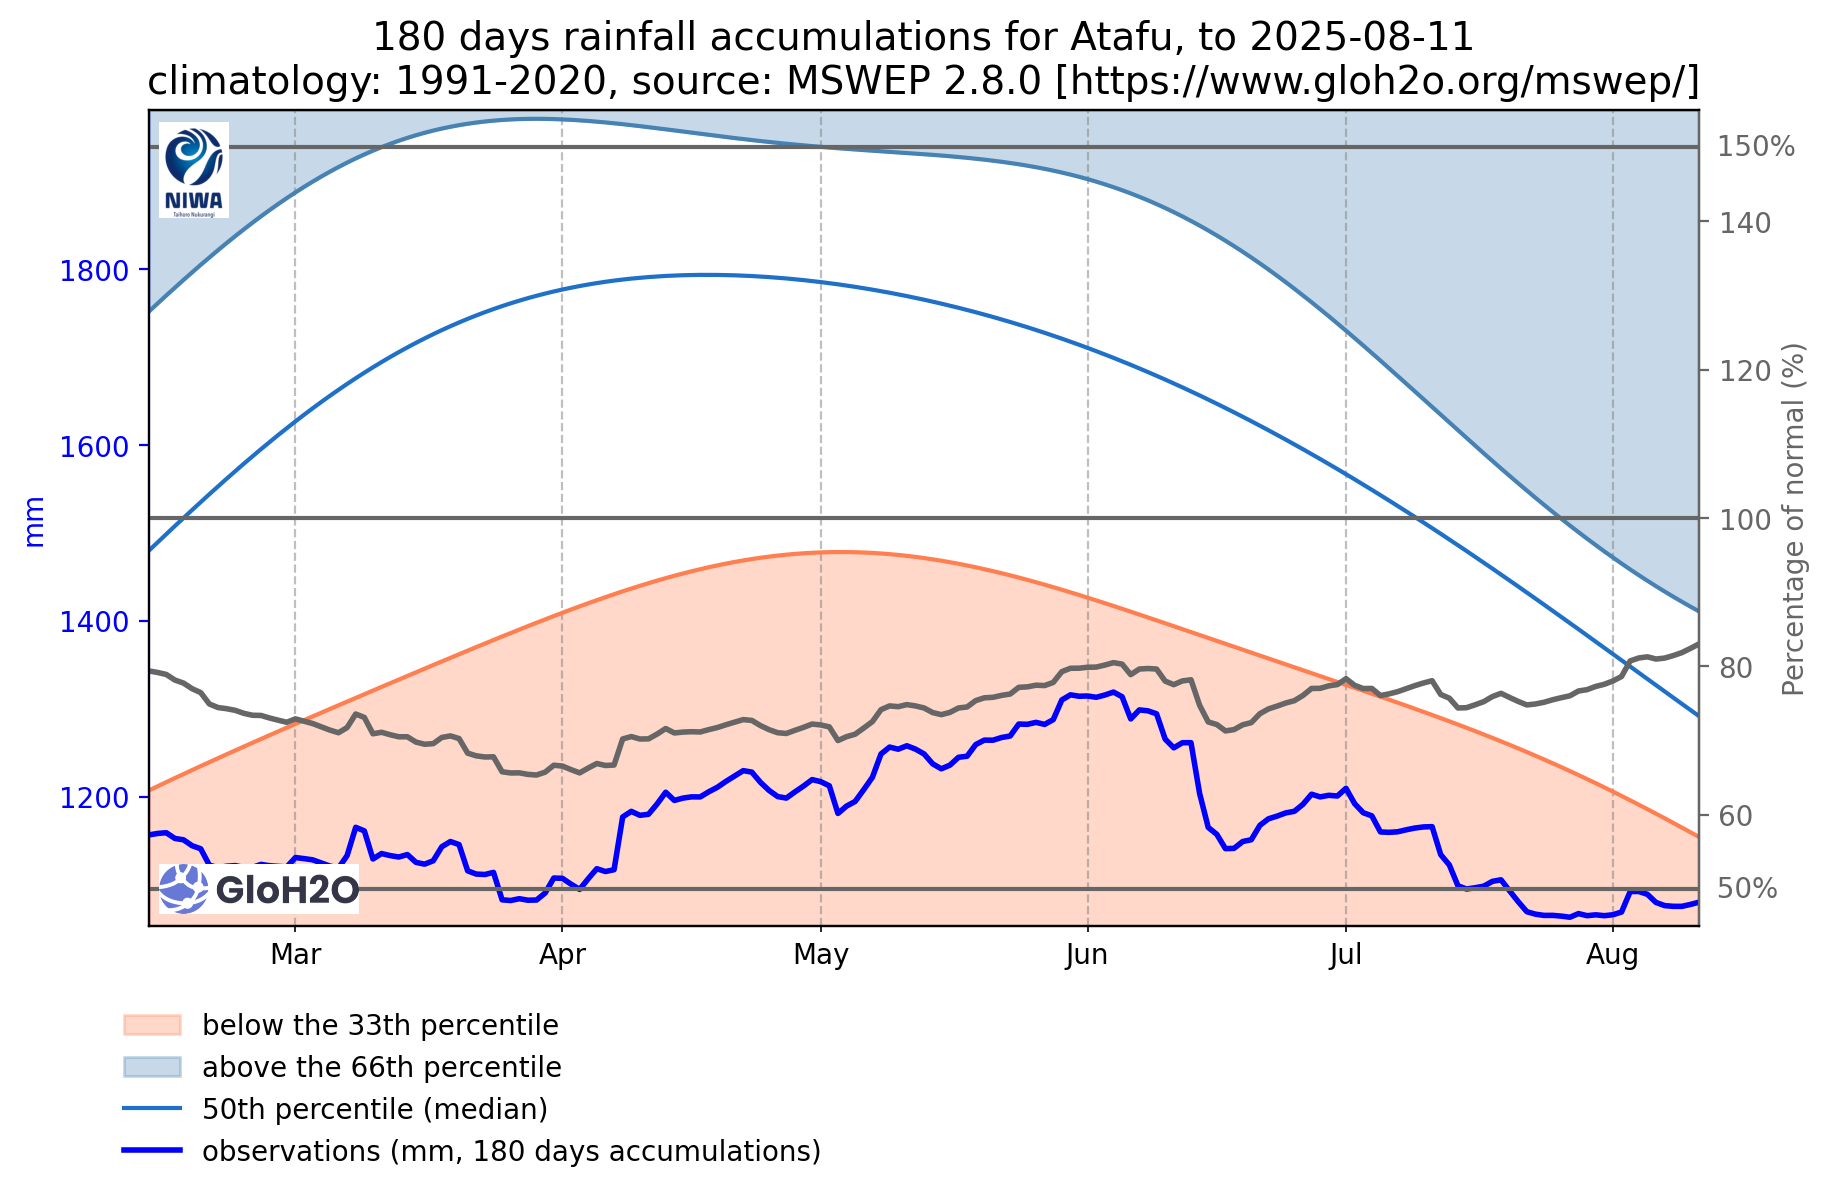 180 days rainfall accumulations for Atafu, to 2025-08-11
climatology: 1991-2020, source: MSWEP 2.8.0 [https://www.gloh2o.org/mswep/]
NIWA
Taihoro Nukurangi
150%
140
1800
120
1600
mm
100
Percentage of normal (%)
1400
80
1200
60
GloH2O
50%
Mar
Apr
May
Jun
Jul
Aug
below the 33th percentile
above the 66th percentile
50th percentile (median)
observations (mm, 180 days accumulations)